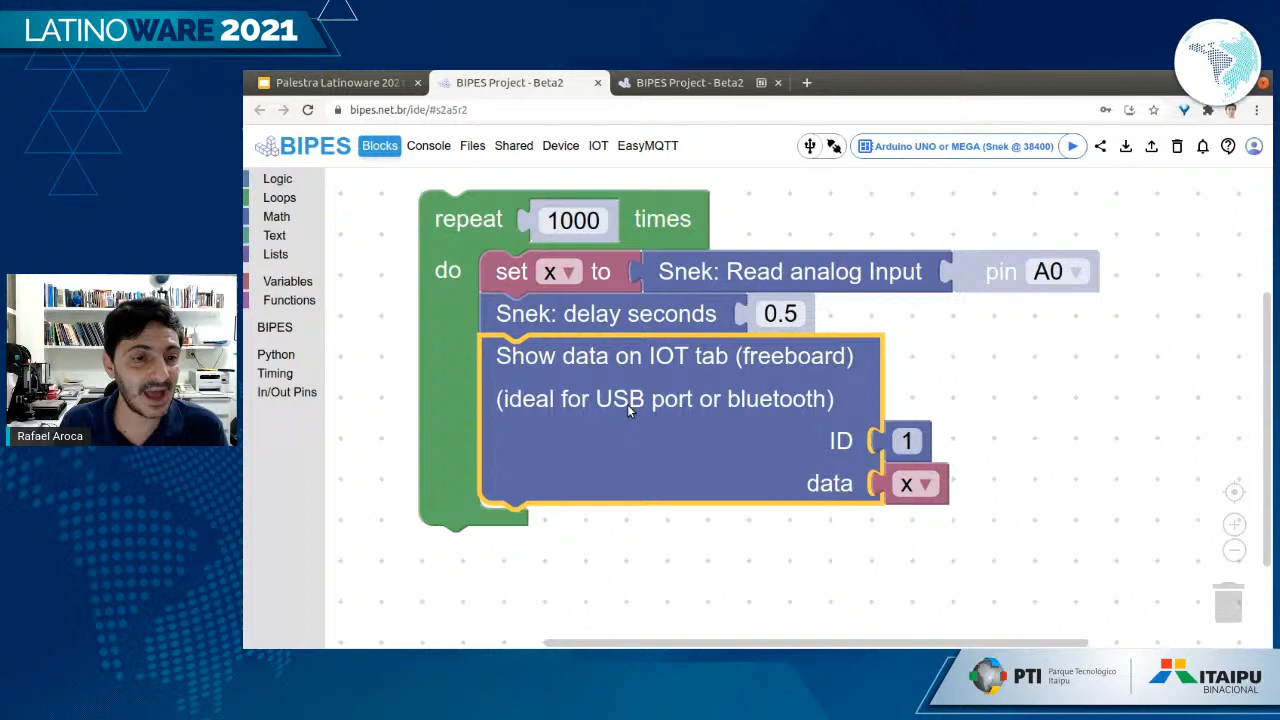 LATINOWARE 2021
Palestra Latinoware 202
BIPES Project - Beta2
BIPES Project - Beta2
bipes.net.br/ide/#s2a5r2
BIPES
Blocks
Console
Files
Shared
Device
IOT
EasyMQTT
Arduino UNO or MEGA (Snek @ 38400)
Logic
Loops
Math
Text
Lists
Variables
Functions
BIPES
Python
Timing
In/Out Pins
repeat 1000 times
do set x to Snek: Read analog Input pin A0
Snek: delay seconds 0.5
Show data on IOT tab (freeboard)
(ideal for USB port or bluetooth)
ID 1
data x
Rafael Aroca
PTI Parque Tecnológico
Itaipu
ITAIPU
BINACIONAL